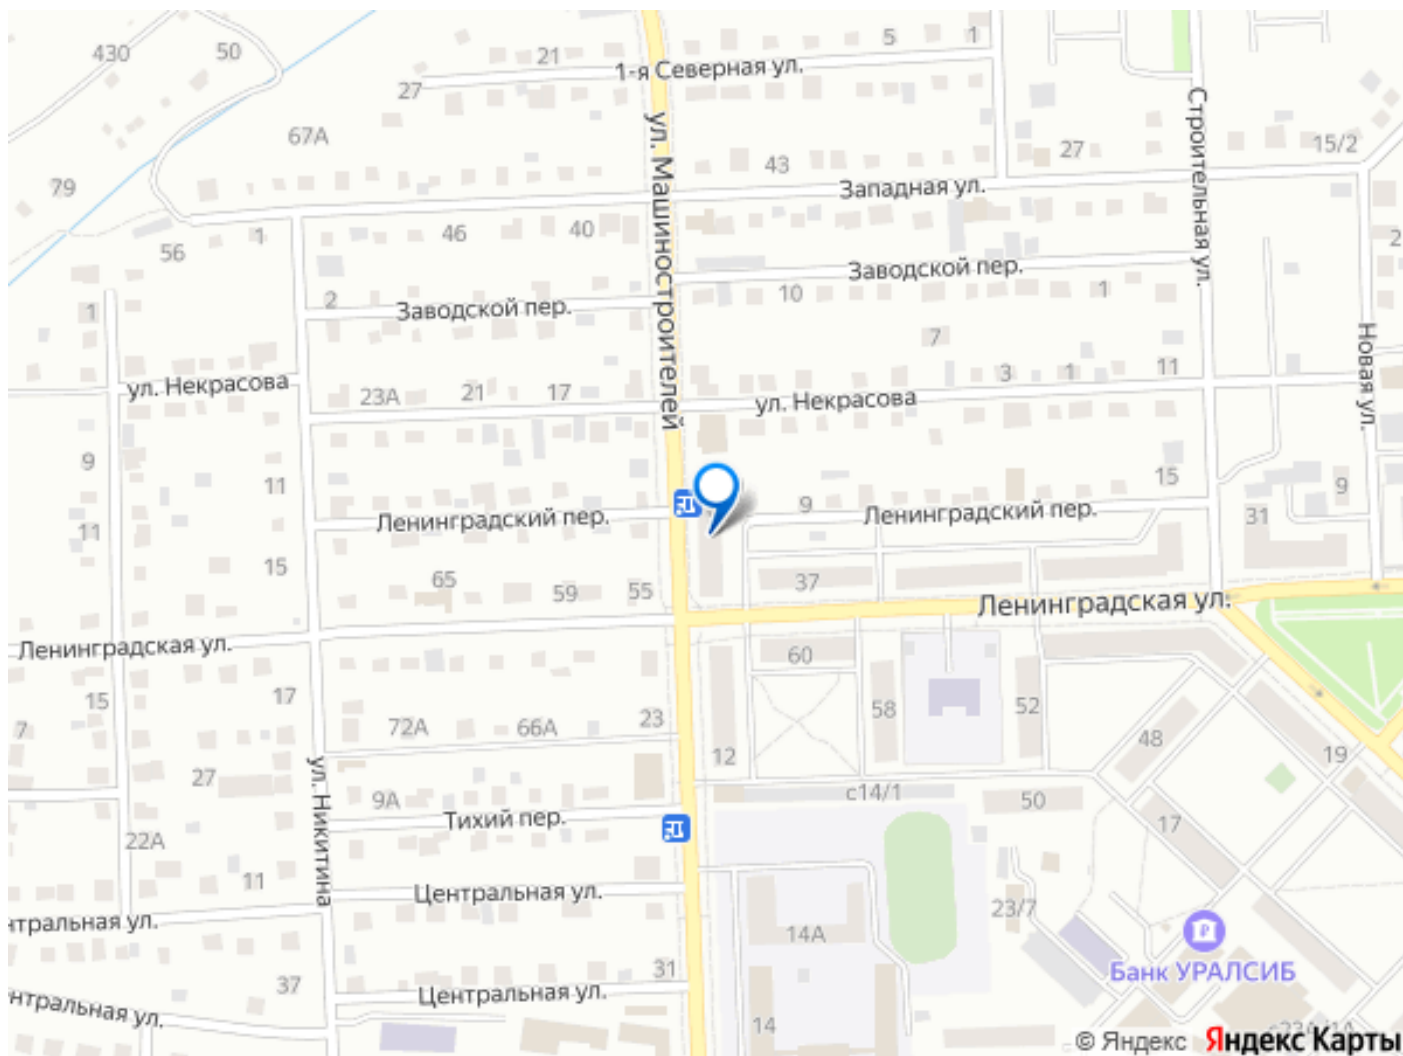 430
50
21
5
1
1-я Северная ул.
27
67А
ул. Машиностроителей
Строительная ул.
43
27
15/2
79
Западная ул.
1
46
40
56
2
Заводской пер.
10
1
2
Заводской пер.
1
7
Новая ул.
ул. Некрасова
23А
21
17
ул. Некрасова
3
1
11
9
11
15
9
11
Ленинградский пер.
9
Ленинградский пер.
31
15
65
59
55
37
Ленинградская ул.
Ленинградская ул.
60
17
15
7
72А
66А
23
12
58
52
48
19
27
ул. Никитина
9А
с14/1
50
Тихий пер.
17
22А
11
Центральная ул.
23/7
нтральная ул.
14А
Банк УРАЛСИБ
31
37
Центральная ул.
нтральная ул.
14
© Яндекс Яндекс Карты